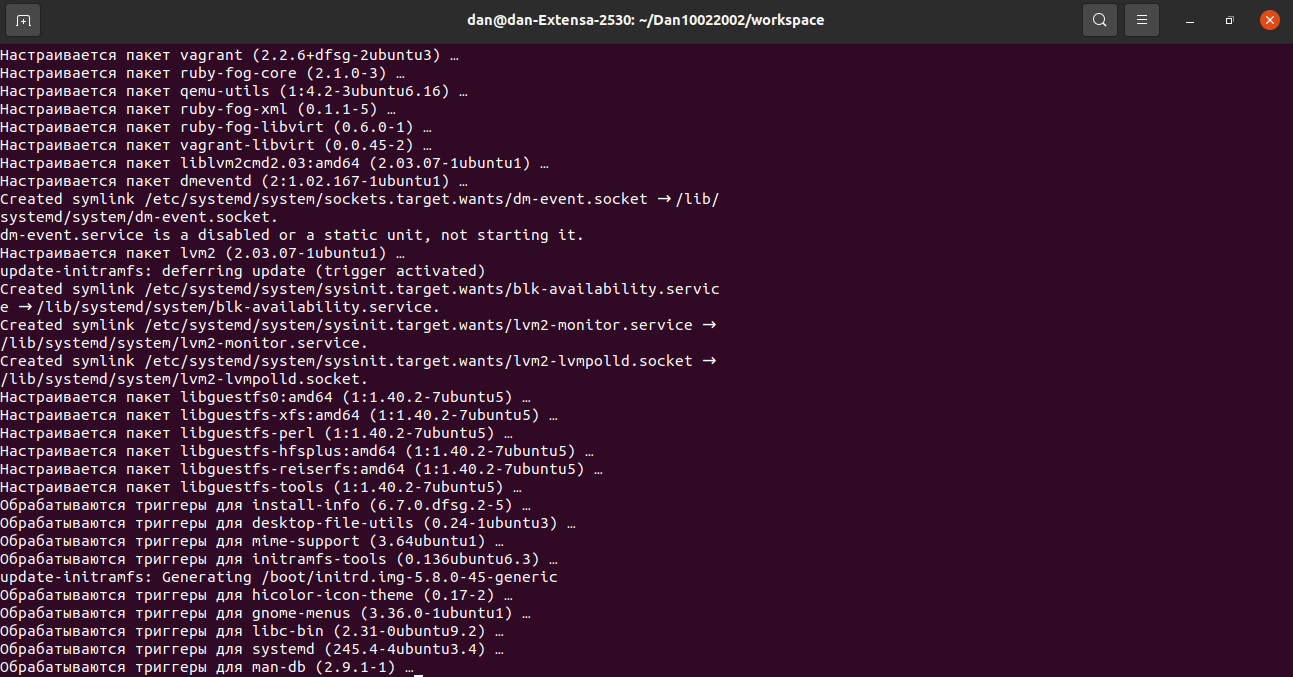 dan@dan-Extensa-2530: ~/Dan10022002/workspace
Настраивается пакет vagrant (2.2.6+dfsg-2ubuntu3) …
Настраивается пакет ruby-fog-core (2.1.0-3) …
Настраивается пакет qemu-utils (1:4.2-3ubuntu6.16) …
Настраивается пакет ruby-fog-xml (0.1.1-5) …
Настраивается пакет ruby-fog-libvirt (0.6.0-1) …
Настраивается пакет vagrant-libvirt (0.0.45-2) …
Настраивается пакет liblvm2cmd2.03:amd64 (2.03.07-1ubuntu1) …
Настраивается пакет dmeventd (2:1.02.167-1ubuntu1) …
Created symlink /etc/systemd/system/sockets.target.wants/dm-event.socket → /lib/
systemd/system/dm-event.socket.
dm-event.service is a disabled or a static unit, not starting it.
Настраивается пакет lvm2 (2.03.07-1ubuntu1) …
update-initramfs: deferring update (trigger activated)
Created symlink /etc/systemd/system/sysinit.target.wants/blk-availability.servic
e → /lib/systemd/system/blk-availability.service.
Created symlink /etc/systemd/system/sysinit.target.wants/lvm2-monitor.service →
/lib/systemd/system/lvm2-monitor.service.
Created symlink /etc/systemd/system/sysinit.target.wants/lvm2-lvmpolld.socket →
/lib/systemd/system/lvm2-lvmpolld.socket.
Настраивается пакет libguestfs0:amd64 (1:1.40.2-7ubuntu5) …
Настраивается пакет libguestfs-xfs:amd64 (1:1.40.2-7ubuntu5) …
Настраивается пакет libguestfs-perl (1:1.40.2-7ubuntu5) …
Настраивается пакет libguestfs-hfsplus:amd64 (1:1.40.2-7ubuntu5) …
Настраивается пакет libguestfs-reiserfs:amd64 (1:1.40.2-7ubuntu5) …
Настраивается пакет libguestfs-tools (1:1.40.2-7ubuntu5) …
Обрабатываются триггеры для install-info (6.7.0.dfsg.2-5) …
Обрабатываются триггеры для desktop-file-utils (0.24-1ubuntu3) …
Обрабатываются триггеры для mime-support (3.64ubuntu1) …
Обрабатываются триггеры для initramfs-tools (0.136ubuntu6.3) …
update-initramfs: Generating /boot/initrd.img-5.8.0-45-generic
Обрабатываются триггеры для hicolor-icon-theme (0.17-2) …
Обрабатываются триггеры для gnome-menus (3.36.0-1ubuntu1) …
Обрабатываются триггеры для libc-bin (2.31-0ubuntu9.2) …
Обрабатываются триггеры для systemd (245.4-4ubuntu3.4) …
Обрабатываются триггеры для man-db (2.9.1-1) …